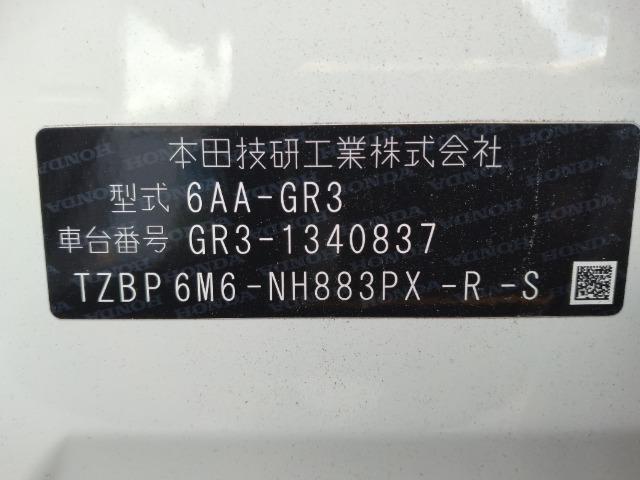 本田技研工業株式会社
型式 6AA-GR3
車台番号 GR3-1340837
TZBP 6M6-NH883PX -R -S